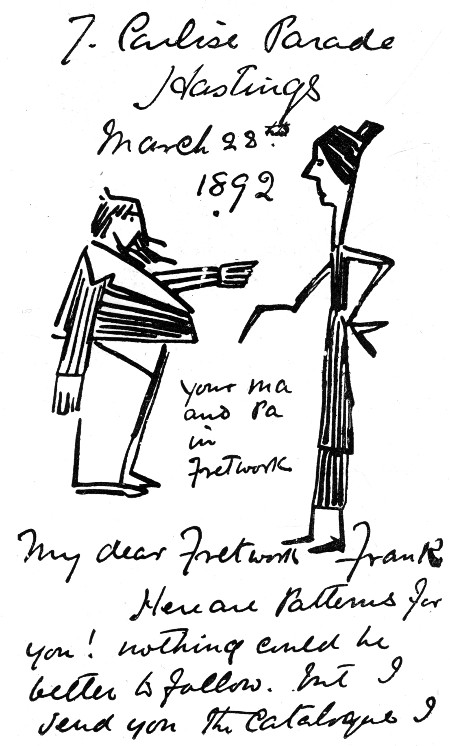 7. Carlisle Parade
Hastings
March 28th
1892
your ma
and Pa
in
Fretwork
My dear Fretwork Frank
Here are Patterns for
you! nothing could be
better to follow. but I
send you the Catalogue I